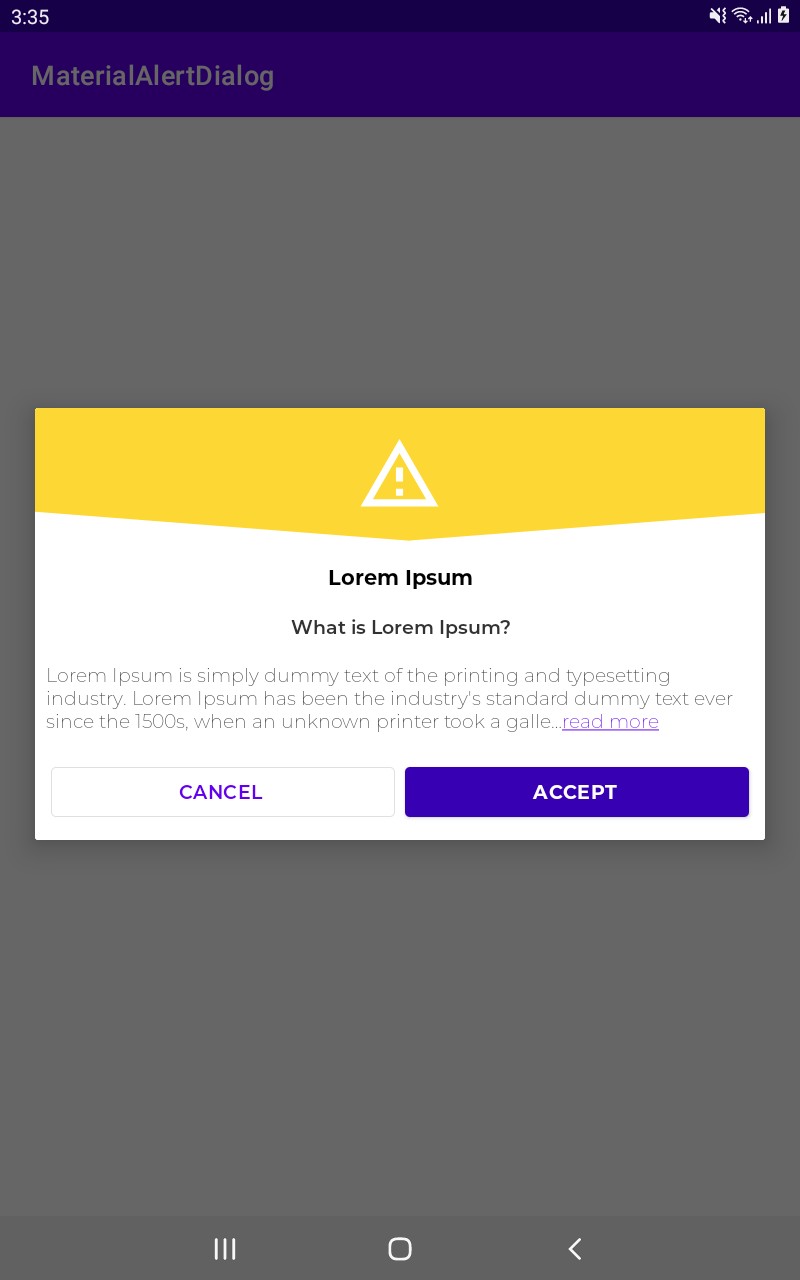 3:35
MaterialAlertDialog
Lorem Ipsum
What is Lorem Ipsum?
Lorem Ipsum is simply dummy text of the printing and typesetting
industry. Lorem Ipsum has been the industry's standard dummy text ever
since the 1500s, when an unknown printer took a galle...read more
CANCEL
ACCEPT